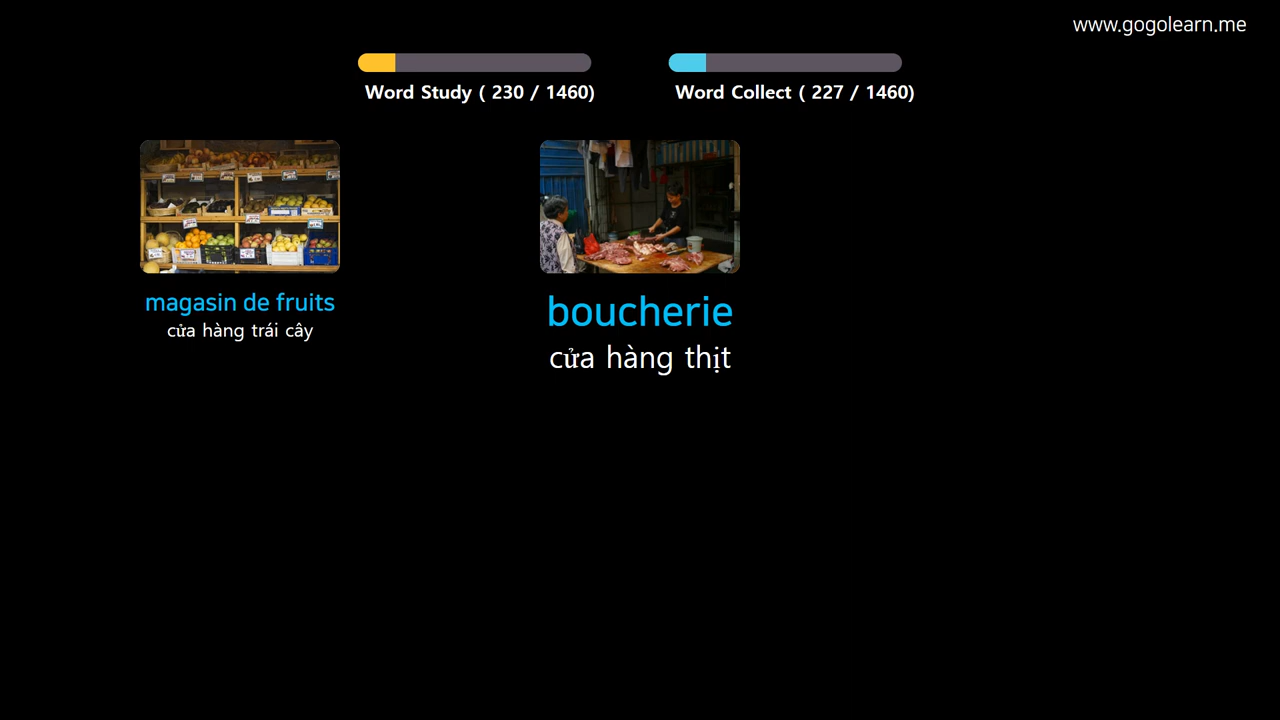 www.gogolearn.me
Word Study ( 230 / 1460)
Word Collect ( 227 / 1460)
magasin de fruits
cửa hàng trái cây
boucherie
cửa hàng thịt